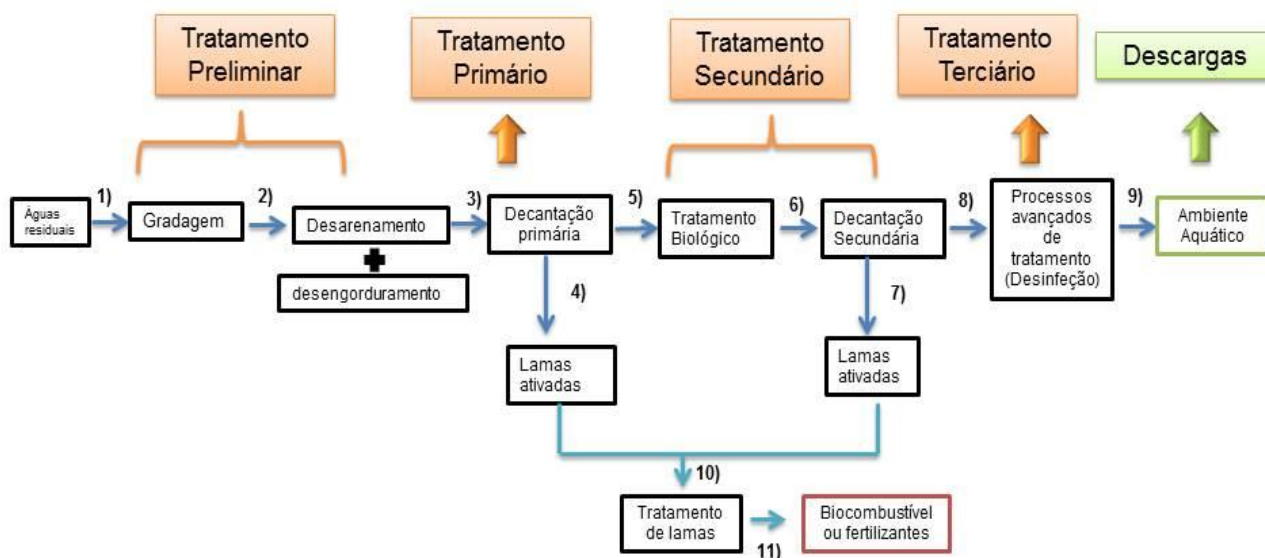 Tratamento
Preliminar
Tratamento
Primário
Tratamento
Secundário
Tratamento
Terciário
Descargas
Águas
residuais
1)
Gradagem
2)
Desarenamento
desengorduramento
3)
Decantação
primária
4)
Lamas
ativadas
5)
Tratamento
Biológico
6)
Decantação
Secundária
7)
Lamas
ativadas
8)
Processos
avançados
de
tratamento
(Desinfeção)
9)
Ambiente
Aquático
10)
Tratamento
de lamas
11)
Biocombustível
ou fertilizantes